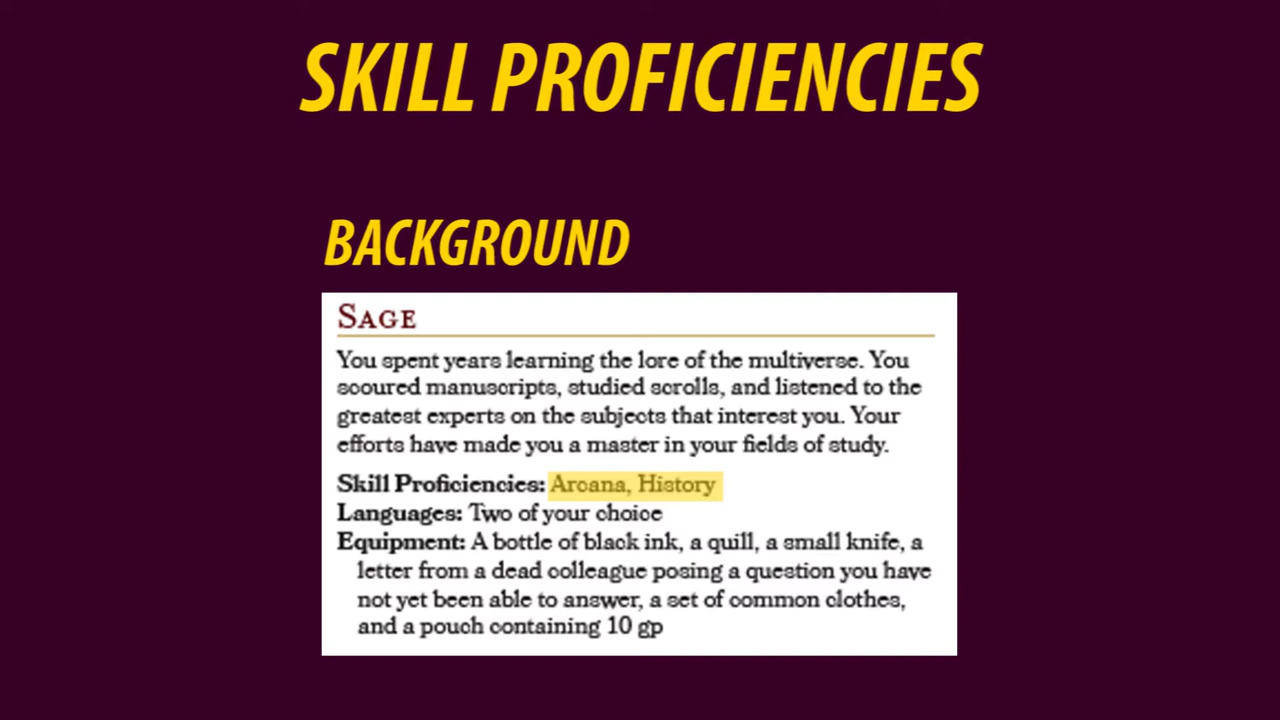 SKILL PROFICIENCIES
BACKGROUND
SAGE
You spent years learning the lore of the multiverse. You
scoured manuscripts, studied scrolls, and listened to the
greatest experts on the subjects that interest you. Your
efforts have made you a master in your fields of study.
Skill Proficiencies: Arcana, History
Languages: Two of your choice
Equipment: A bottle of black ink, a quill, a small knife, a
letter from a dead colleague posing a question you have
not yet been able to answer, a set of common clothes,
and a pouch containing 10 gp